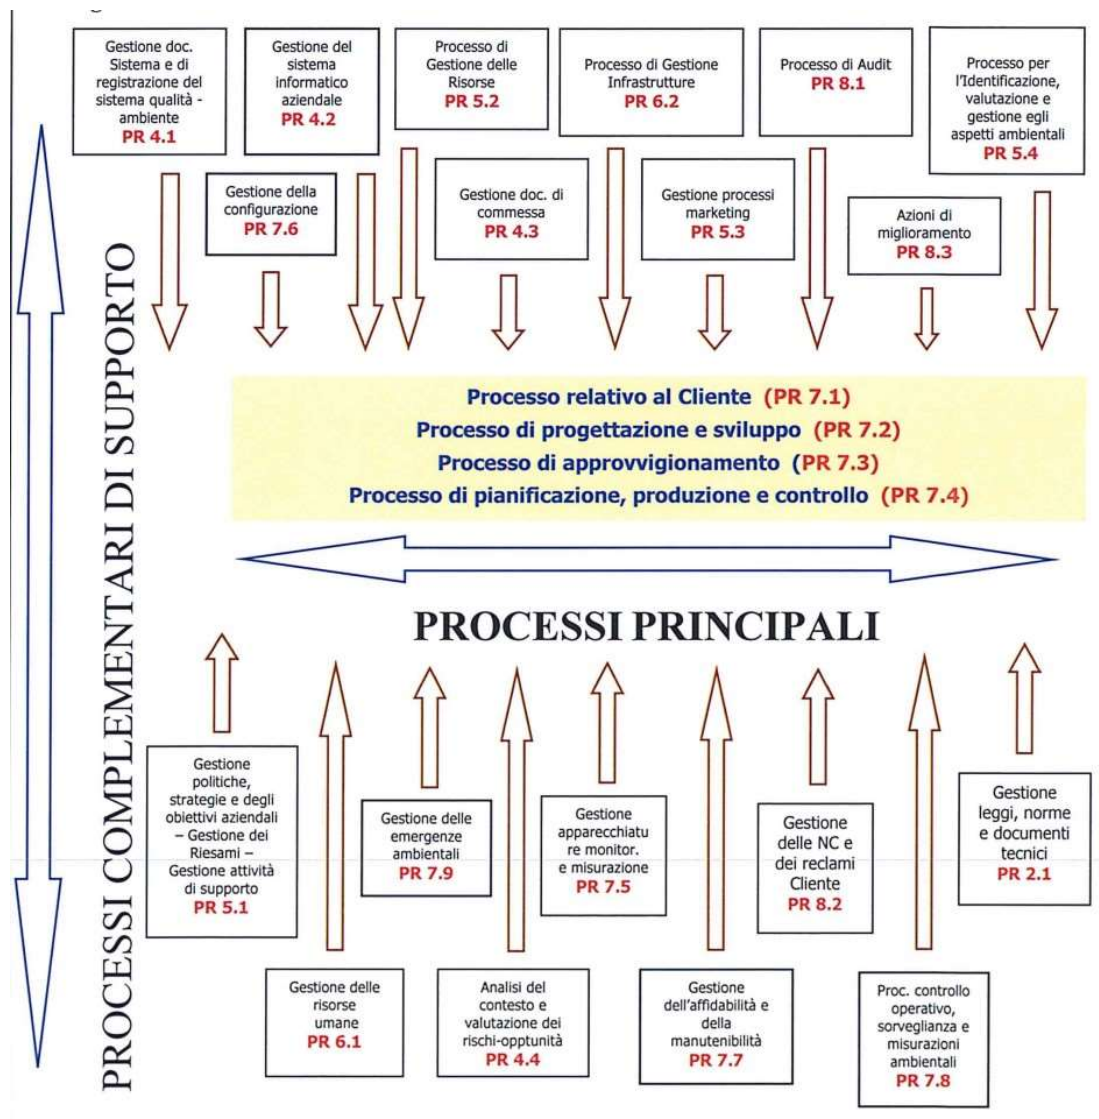 Gestione doc.
Sistema e di
registrazione del
sistema qualità -
ambiente
PR 4.1
Gestione del
sistema
informatico
aziendale
PR 4.2
Processo di
Gestione delle
Risorse
PR 5.2
Processo di Gestione
Infrastrutture
PR 6.2
Processo di Audit
PR 8.1
Processo per
l'Identificazione,
valutazione e
gestione egli
aspetti ambientali
PR 5.4
Gestione della
configurazione
PR 7.6
Gestione doc. di
commessa
PR 4.3
Gestione processi
marketing
PR 5.3
Azioni di
miglioramento
PR 8.3
PROCESSI COMPLEMENTARI DI SUPPORTO
Processo relativo al Cliente (PR 7.1)
Processo di progettazione e sviluppo (PR 7.2)
Processo di approvvigionamento (PR 7.3)
Processo di pianificazione, produzione e controllo (PR 7.4)
PROCESSI PRINCIPALI
Gestione
politiche,
strategie e degli
obiettivi aziendali
– Gestione dei
Riesami –
Gestione attività
di supporto
PR 5.1
Gestione delle
emergenze
ambientali
PR 7.9
Gestione
apparecchiatu
re monitor.
e misurazione
PR 7.5
Gestione
delle NC e
dei reclami
Cliente
PR 8.2
Gestione
leggi, norme
e documenti
tecnici
PR 2.1
Gestione delle
risorse
umane
PR 6.1
Analisi del
contesto e
valutazione dei
rischi-opptunità
PR 4.4
Gestione
dell'affidabilità e
della
manutenibilità
PR 7.7
Proc. controllo
operativo,
sorveglianza e
misurazioni
ambientali
PR 7.8